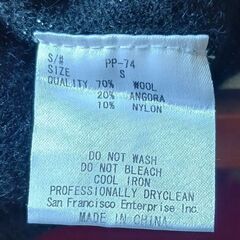 S/# PP-74
SIZE S
QUALITY 70% WOOL
20% ANGORA
10% NYLON
DO NOT WASH
DO NOT BLEACH
COOL IRON
PROFESSIONALLY DRYCLEAN
San Francisco Enterprise Inc.
MADE IN CHINA